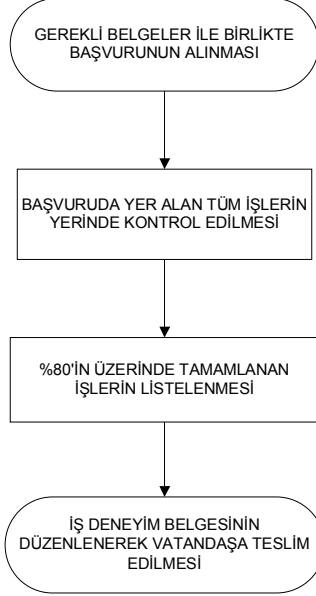 GEREKLİ BELGELER İLE BİRLİKTE
BAŞVURUNUN ALINMASI
BAŞVURUDA YER ALAN TÜM İŞLERİN
YERİNDE KONTROL EDİLMESİ
%80'İN ÜZERİNDE TAMAMLANAN
İŞLERİN LİSTELENMESİ
İŞ DENEYİM BELGESİNİN
DÜZENLENEREK VATANDAŞA TESLİM
EDİLMESİ